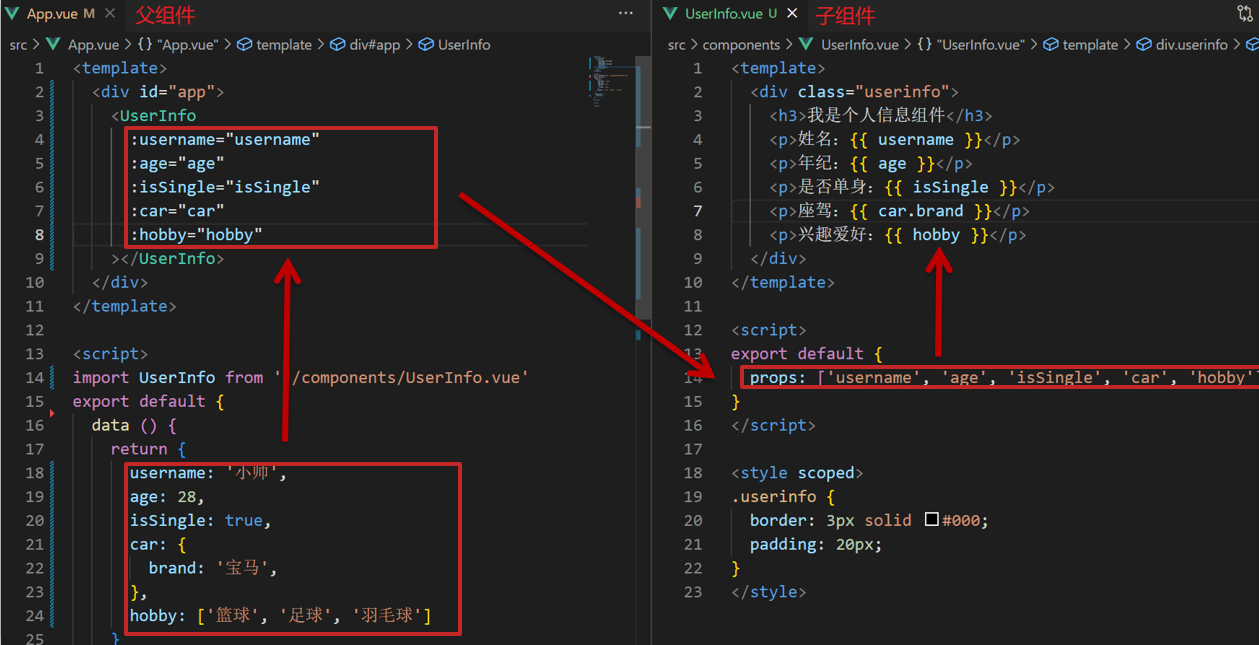 App.vue M
父组件
src > App.vue > {} "App.vue" > template > div#app > UserInfo
1 <template>
2 <div id="app">
3 <UserInfo
4 :username="username"
5 :age="age"
6 :isSingle="isSingle"
7 :car="car"
8 :hobby="hobby"
9 ></UserInfo>
10 </div>
11 </template>
12
13 <script>
14 import UserInfo from './components/UserInfo.vue'
15 export default {
16 data () {
17 return {
18 username: '小帅',
19 age: 28,
20 isSingle: true,
21 car: {
22 brand: '宝马',
23 },
24 hobby: ['篮球', '足球', '羽毛球']
25 }
UserInfo.vue U
子组件
src > components > UserInfo.vue > {} "UserInfo.vue" > template > div.userinfo >
1 <template>
2 <div class="userinfo">
3 <h3>我是个人信息组件</h3>
4 <p>姓名：{{ username }}</p>
5 <p>年纪：{{ age }}</p>
6 <p>是否单身：{{ isSingle }}</p>
7 <p>座驾：{{ car.brand }}</p>
8 <p>兴趣爱好：{{ hobby }}</p>
9 </div>
10 </template>
11
12 <script>
13 export default {
14 props: ['username', 'age', 'isSingle', 'car', 'hobby'
15 }
16 </script>
17
18 <style scoped>
19 .userinfo {
20 border: 3px solid #000;
21 padding: 20px;
22 }
23 </style>